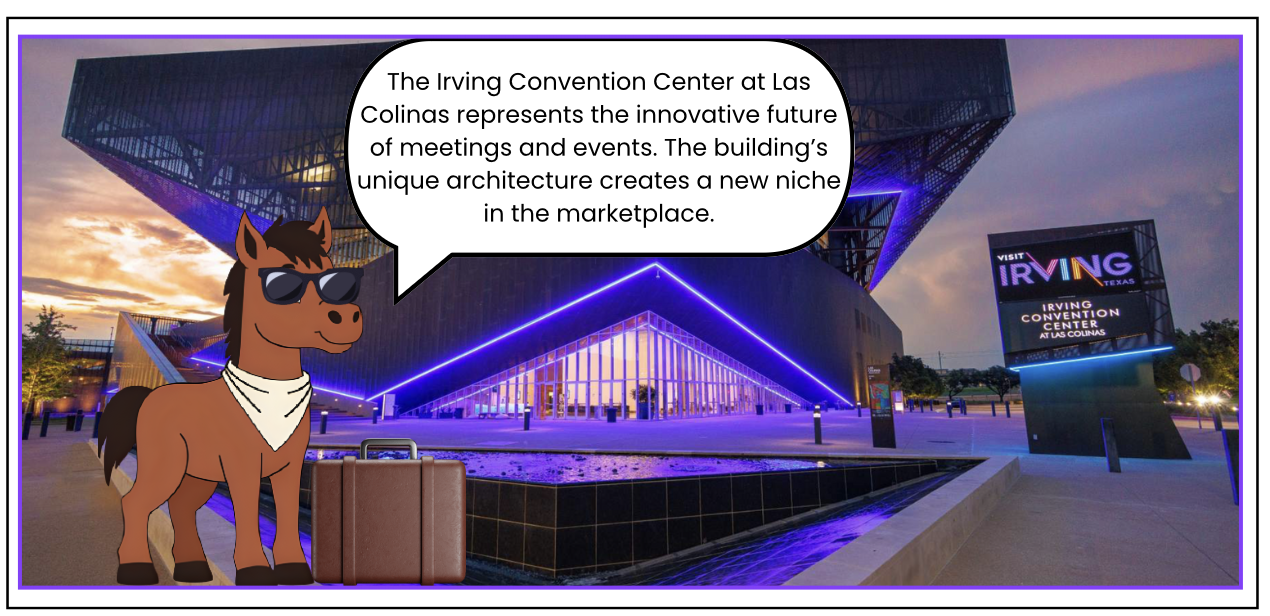 The Irving Convention Center at Las
Colinas represents the innovative future
of meetings and events. The building’s
unique architecture creates a new niche
in the marketplace.
VISIT
IRVING
TEXAS
IRVING
CONVENTION
CENTER
AT LAS COLINAS